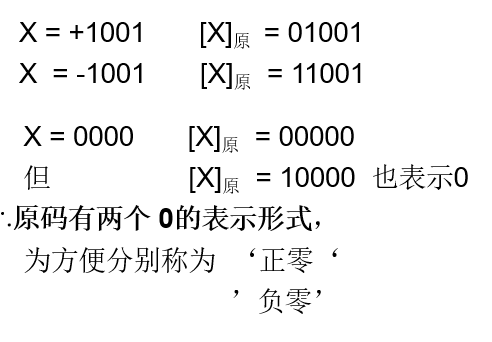 X = +1001 [X]原 = 01001
X = -1001 [X]原 = 11001
X = 0000 [X]原 = 00000
但 [X]原 = 10000 也表示0
∵原码有两个 0的表示形式，
为方便分别称为 ‘正零‘
’负零’